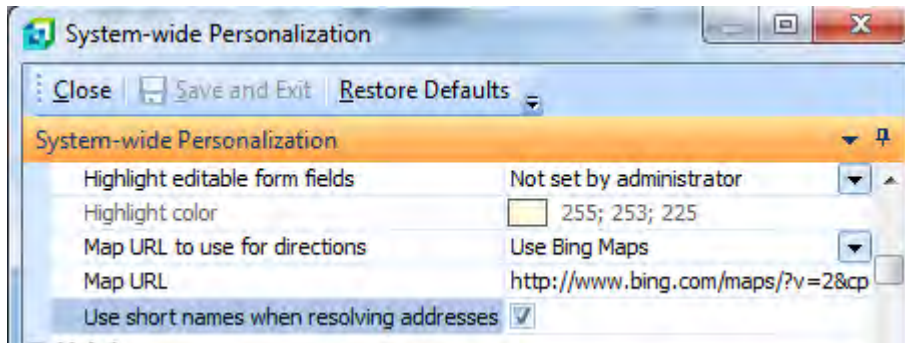 System-wide Personalization
Close Save and Exit Restore Defaults
System-wide Personalization
Highlight editable form fields Not set by administrator
Highlight color 255; 253; 225
Map URL to use for directions Use Bing Maps
Map URL http://www.bing.com/maps/?v=2&cp
Use short names when resolving addresses